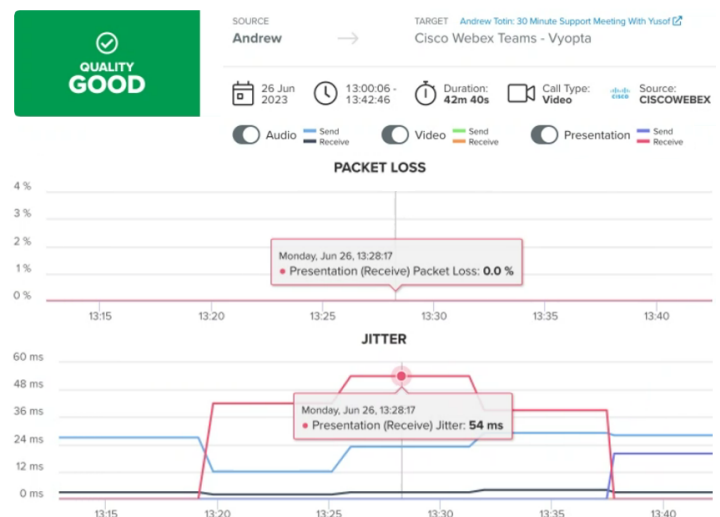 QUALITY
GOOD
SOURCE
Andrew
TARGET Andrew Totin: 30 Minute Support Meeting With Yusof
Cisco Webex Teams - Vyopta
26 Jun
2023
13:00:06 -
13:42:46
Duration:
42m 40s
Call Type:
Video
CISCO
Source:
CISCOWEBEX
Audio Send
Receive
Video Send
Receive
Presentation Send
Receive
PACKET LOSS
4 %
3 %
2 %
1 %
0 %
Monday, Jun 26, 13:28:17
Presentation (Receive) Packet Loss: 0.0 %
13:15 13:20 13:25 13:30 13:35 13:40
JITTER
60 ms
48 ms
36 ms
24 ms
12 ms
0 ms
Monday, Jun 26, 13:28:17
Presentation (Receive) Jitter: 54 ms
13:15 13:20 13:25 13:30 13:35 13:40